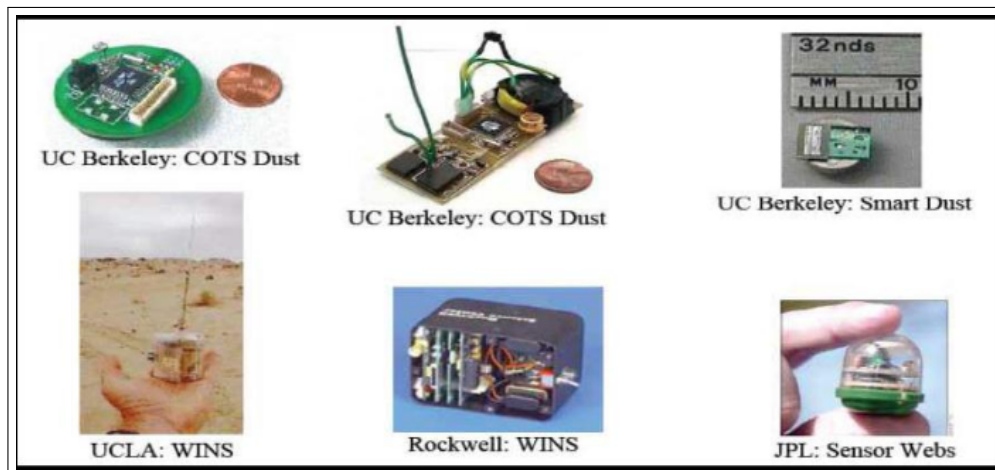 32nds
MM 10
UC Berkeley: COTS Dust
UC Berkeley: COTS Dust
UC Berkeley: Smart Dust
UCLA: WINS
Rockwell: WINS
JPL: Sensor Webs